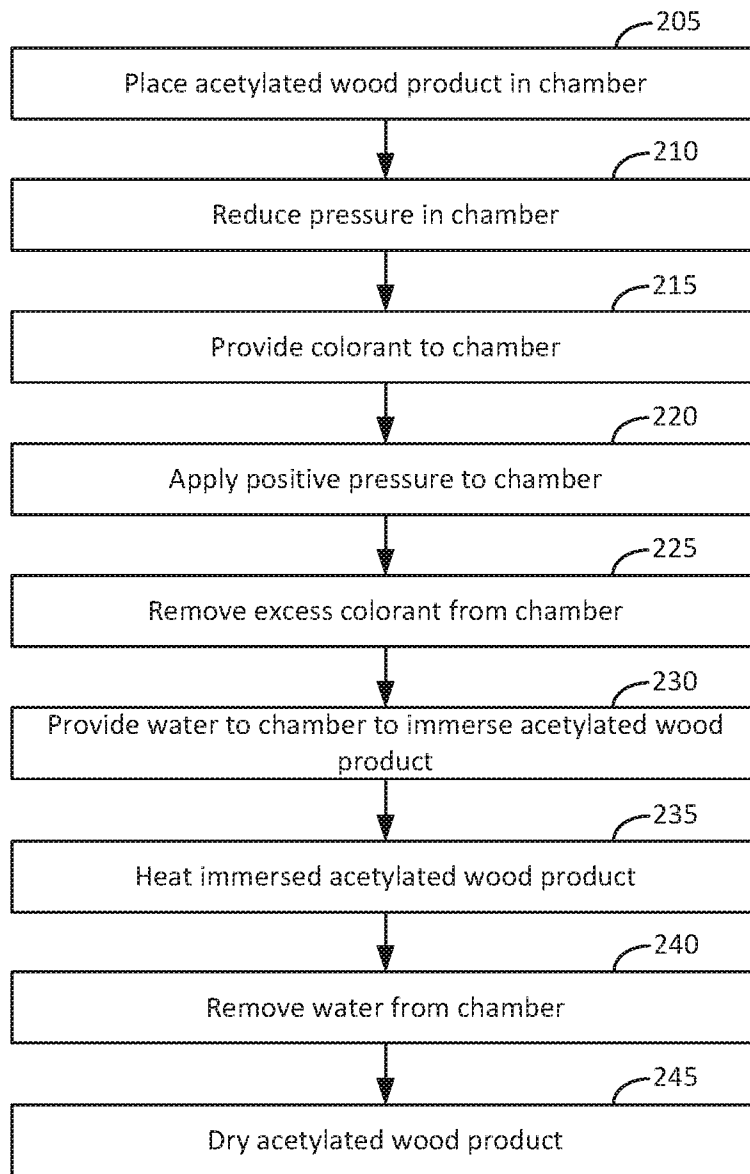 205
Place acetylated wood product in chamber
210
Reduce pressure in chamber
215
Provide colorant to chamber
220
Apply positive pressure to chamber
225
Remove excess colorant from chamber
230
Provide water to chamber to immerse acetylated wood
product
235
Heat immersed acetylated wood product
240
Remove water from chamber
245
Dry acetylated wood product